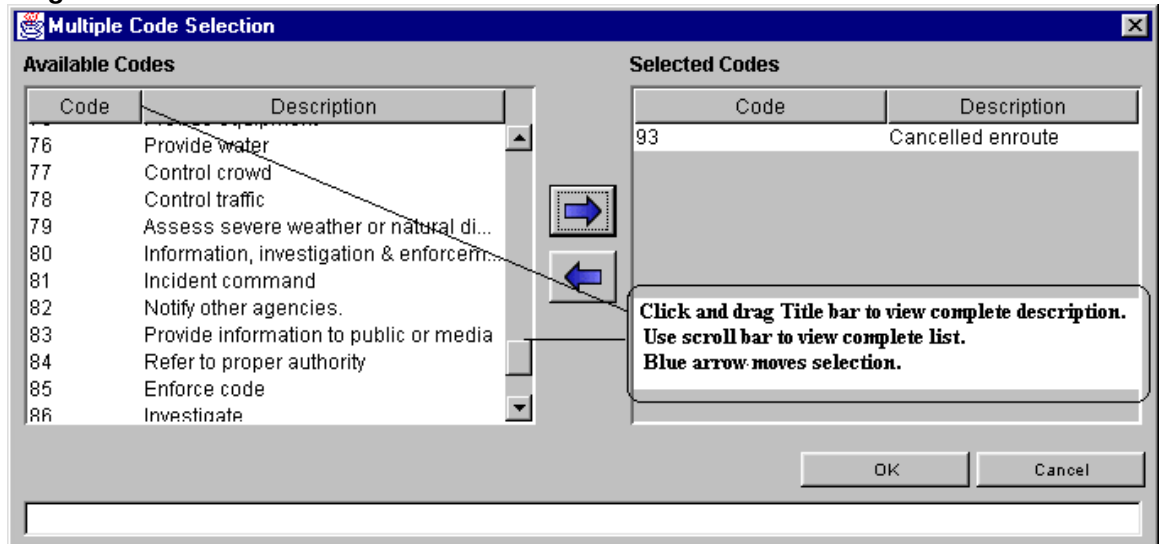 Multiple Code Selection
Available Codes
Selected Codes
Code Description
76 Provide water
77 Control crowd
78 Control traffic
79 Assess severe weather or natural di...
80 Information, investigation & enforcem...
81 Incident command
82 Notify other agencies.
83 Provide information to public or media
84 Refer to proper authority
85 Enforce code
86 Investigate
Code Description
93 Cancelled enroute
Click and drag Title bar to view complete description.
Use scroll bar to view complete list.
Blue arrow moves selection.
OK Cancel